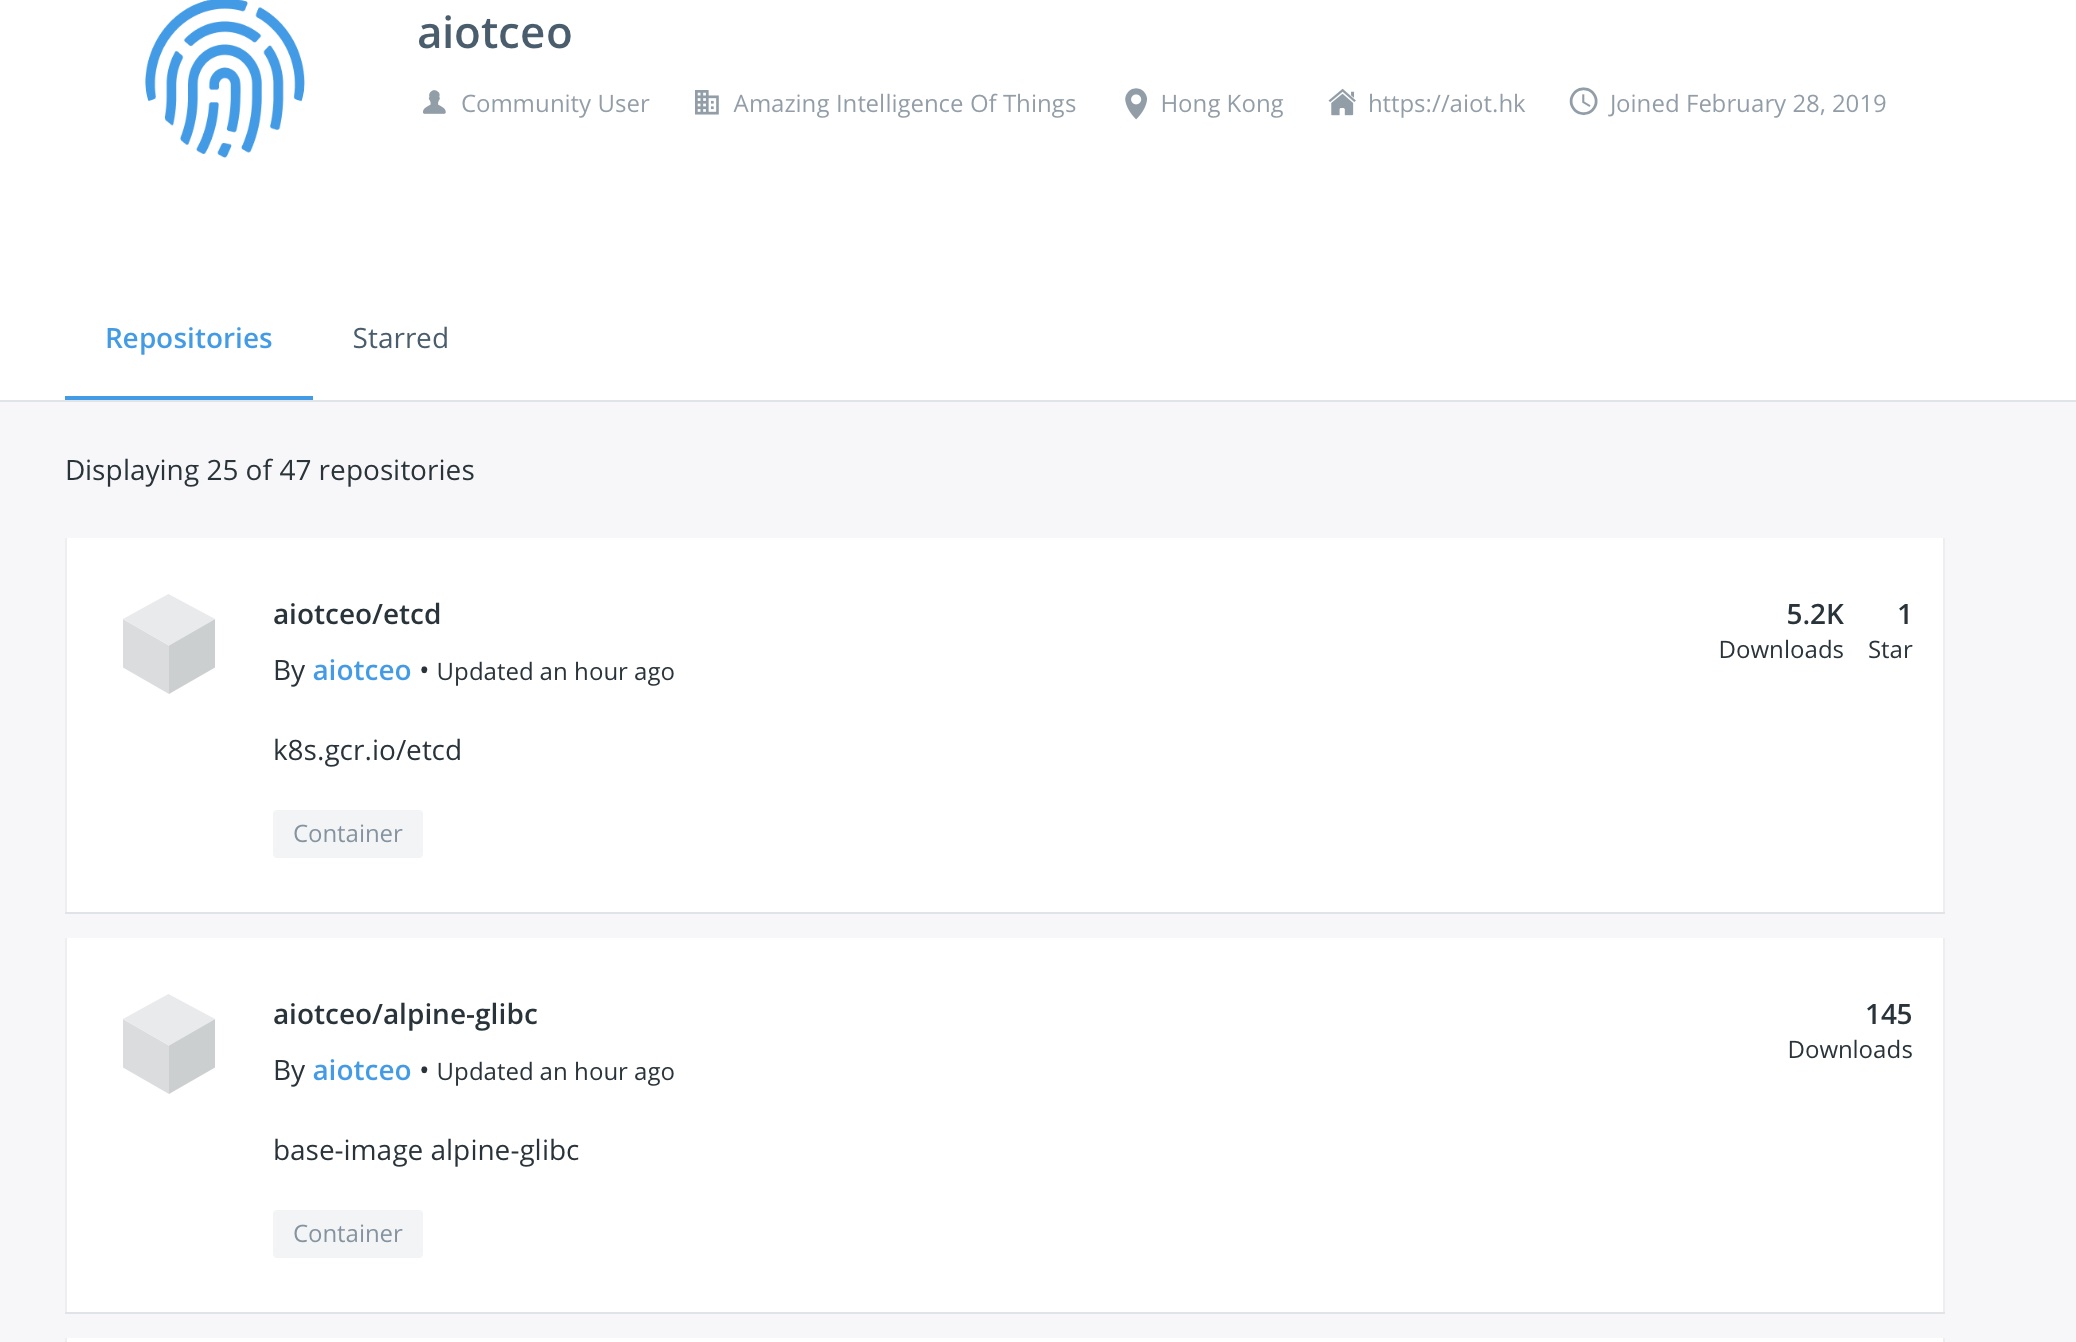 aiotceo
Community User Amazing Intelligence Of Things Hong Kong https://aiot.hk Joined February 28, 2019
Repositories Starred
Displaying 25 of 47 repositories
aiotceo/etcd 5.2K 1
Downloads Star
By aiotceo • Updated an hour ago
k8s.gcr.io/etcd
Container
aiotceo/alpine-glibc 145
Downloads
By aiotceo • Updated an hour ago
base-image alpine-glibc
Container